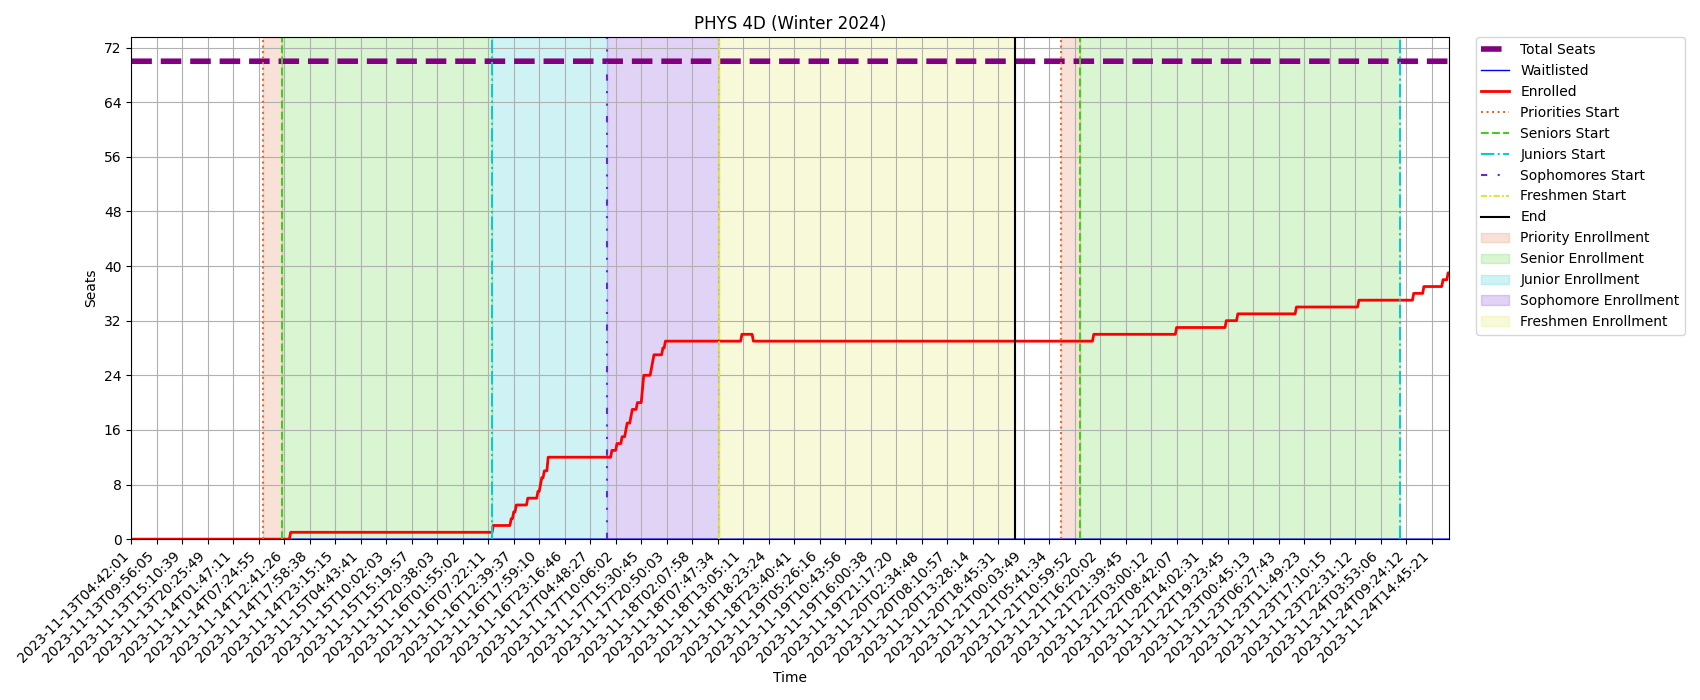 PHYS 4D (Winter 2024)
72
64
56
48
40
32
24
16
8
0
Seats
2023-11-13T04:42:01
2023-11-13T09:56:05
2023-11-13T15:10:39
2023-11-13T20:25:49
2023-11-14T01:47:11
2023-11-14T07:24:55
2023-11-14T12:41:26
2023-11-14T17:58:38
2023-11-14T23:15:15
2023-11-15T04:43:41
2023-11-15T10:02:03
2023-11-15T15:19:57
2023-11-15T20:38:03
2023-11-16T01:55:02
2023-11-16T07:22:11
2023-11-16T12:39:37
2023-11-16T17:59:10
2023-11-16T23:16:46
2023-11-17T04:48:27
2023-11-17T10:06:02
2023-11-17T15:30:45
2023-11-17T20:50:03
2023-11-18T02:07:58
2023-11-18T07:47:34
2023-11-18T13:05:11
2023-11-18T18:23:24
2023-11-18T23:40:41
2023-11-19T05:26:16
2023-11-19T10:43:56
2023-11-19T16:00:38
2023-11-19T21:17:20
2023-11-20T02:34:48
2023-11-20T08:10:57
2023-11-20T13:28:14
2023-11-20T18:45:31
2023-11-21T00:03:49
2023-11-21T05:41:34
2023-11-21T10:59:52
2023-11-21T16:20:02
2023-11-21T21:39:45
2023-11-22T03:00:12
2023-11-22T08:42:07
2023-11-22T14:02:31
2023-11-22T19:23:45
2023-11-23T00:45:13
2023-11-23T06:27:43
2023-11-23T11:49:23
2023-11-23T17:10:15
2023-11-23T22:31:12
2023-11-24T03:53:06
2023-11-24T09:24:12
2023-11-24T14:45:21
Time
Total Seats
Waitlisted
Enrolled
Priorities Start
Seniors Start
Juniors Start
Sophomores Start
Freshmen Start
End
Priority Enrollment
Senior Enrollment
Junior Enrollment
Sophomore Enrollment
Freshmen Enrollment